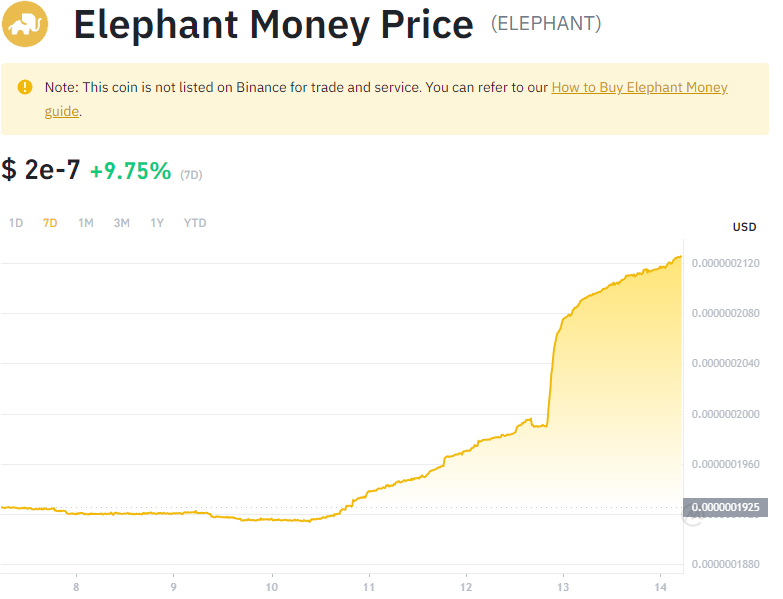 Elephant Money Price (ELEPHANT)
Note: This coin is not listed on Binance for trade and service. You can refer to our How to Buy Elephant Money
guide.
$ 2e-7 +9.75% (7D)
1D 7D 1M 3M 1Y YTD
USD
0.0000002120
0.0000002080
0.0000002040
0.0000002000
0.0000001960
0.0000001925
0.0000001880
8 9 10 11 12 13 14